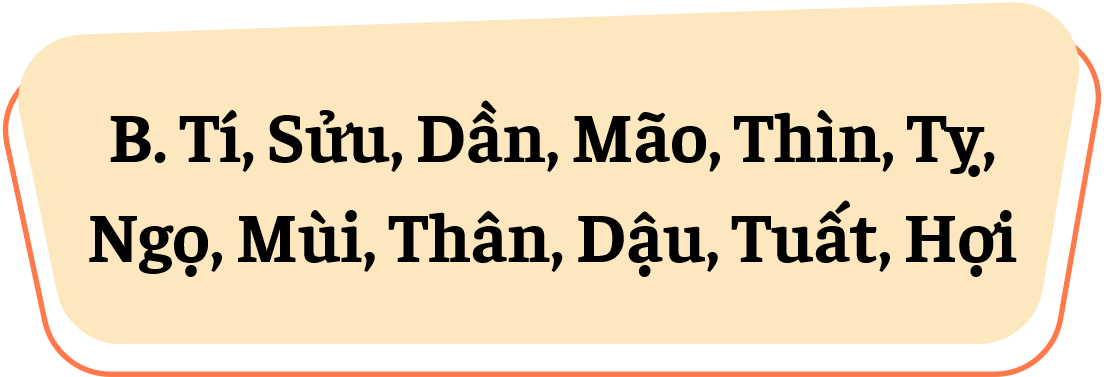 B. Tí, Sửu, Dần, Mão, Thìn, Tỵ,
Ngọ, Mùi, Thân, Dậu, Tuất, Hợi